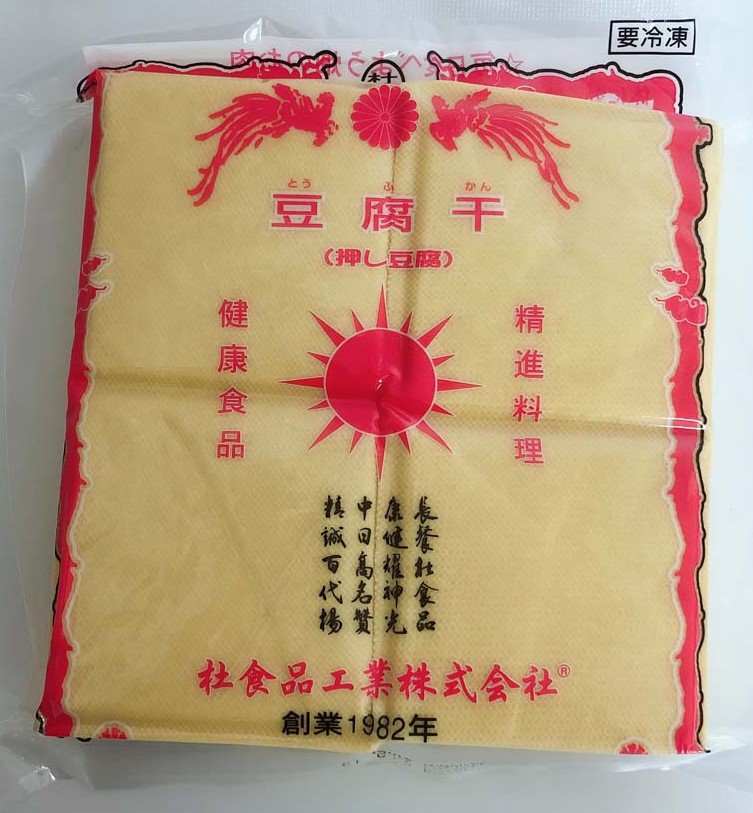 要冷凍
杜
とう ふ かん
豆腐干
(押し豆腐)
精進料理
健康食品
長餐杜食品
康健耀神光
中日高名贊
精誠百代揚
杜食品工業株式会社®
創業1982年